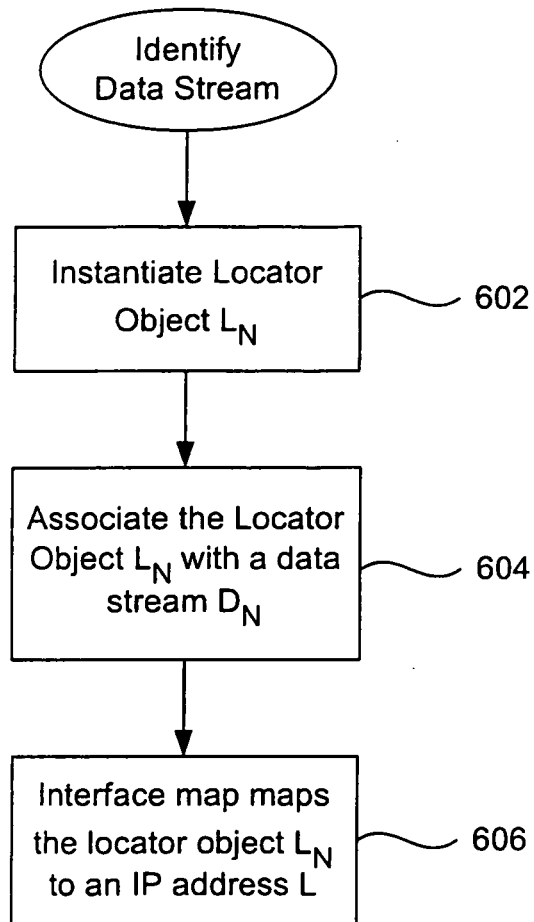 Identify
Data Stream
Instantiate Locator
Object L_N
602
Associate the Locator
Object L_N with a data
stream D_N
604
Interface map maps
the locator object L_N
to an IP address L
606